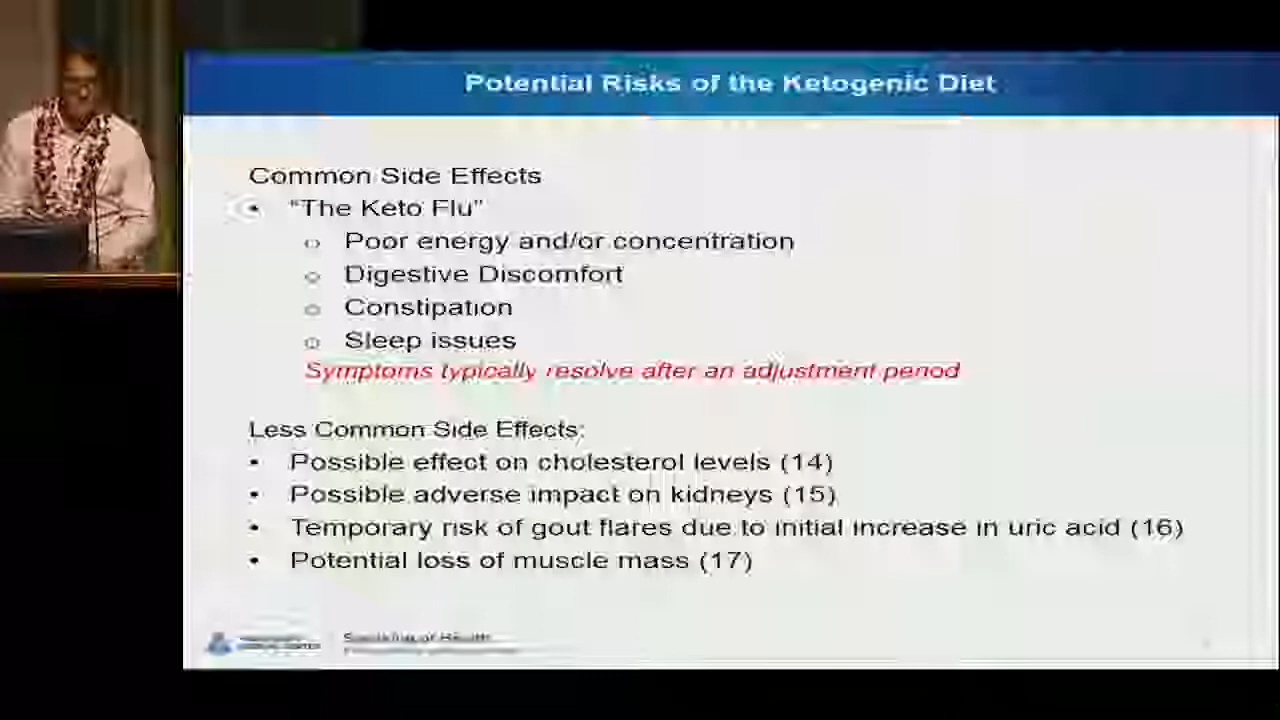 Potential Risks of the Ketogenic Diet
Common Side Effects
• “The Keto Flu”
o Poor energy and/or concentration
o Digestive Discomfort
o Constipation
o Sleep issues
Symptoms typically resolve after an adjustment period
Less Common Side Effects:
• Possible effect on cholesterol levels (14)
• Possible adverse impact on kidneys (15)
• Temporary risk of gout flares due to initial increase in uric acid (16)
• Potential loss of muscle mass (17)
Speaking of Health